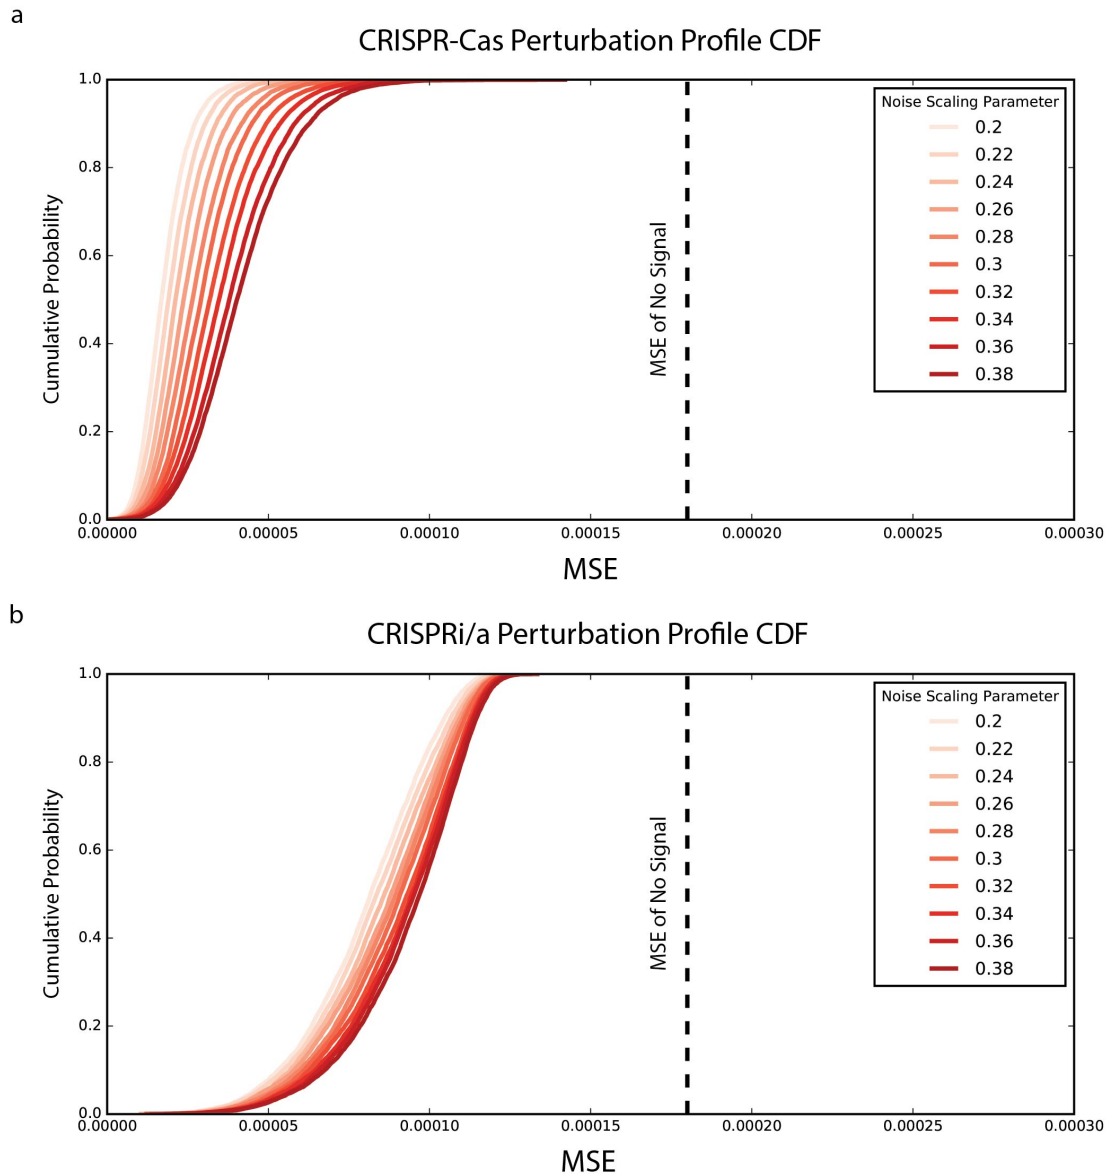 a
CRISPR-Cas Perturbation Profile CDF
1.0
0.8
0.6
0.4
0.2
0.0
Cumulative Probability
MSE of No Signal
Noise Scaling Parameter
0.2
0.22
0.24
0.26
0.28
0.3
0.32
0.34
0.36
0.38
0.00000 0.00005 0.00010 0.00015 0.00020 0.00025 0.00030
MSE
b
CRISPRi/a Perturbation Profile CDF
1.0
0.8
0.6
0.4
0.2
0.0
Cumulative Probability
MSE of No Signal
Noise Scaling Parameter
0.2
0.22
0.24
0.26
0.28
0.3
0.32
0.34
0.36
0.38
0.00000 0.00005 0.00010 0.00015 0.00020 0.00025 0.00030
MSE